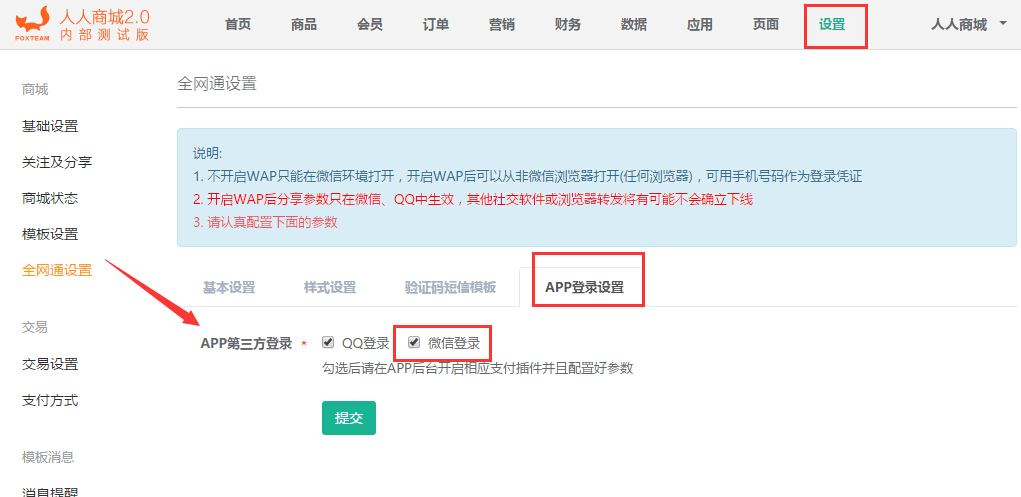 人人商城2.0
FOXTEAM 内部测试版
首页 商品 会员 订单 营销 财务 数据 应用 页面 设置 人人商城
商城
基础设置
关注及分享
商城状态
模板设置
全网通设置
交易
交易设置
支付方式
模板消息
消息提醒
全网通设置
说明:
1. 不开启WAP只能在微信环境打开，开启WAP后可以从非微信浏览器打开(任何浏览器)，可用手机号码作为登录凭证
2. 开启WAP后分享参数只在微信、QQ中生效，其他社交软件或浏览器转发将有可能不会确立下线
3. 请认真配置下面的参数
基本设置 样式设置 验证码短信模板 APP登录设置
APP第三方登录 * QQ登录 微信登录
勾选后请在APP后台开启相应支付插件并且配置好参数
提交